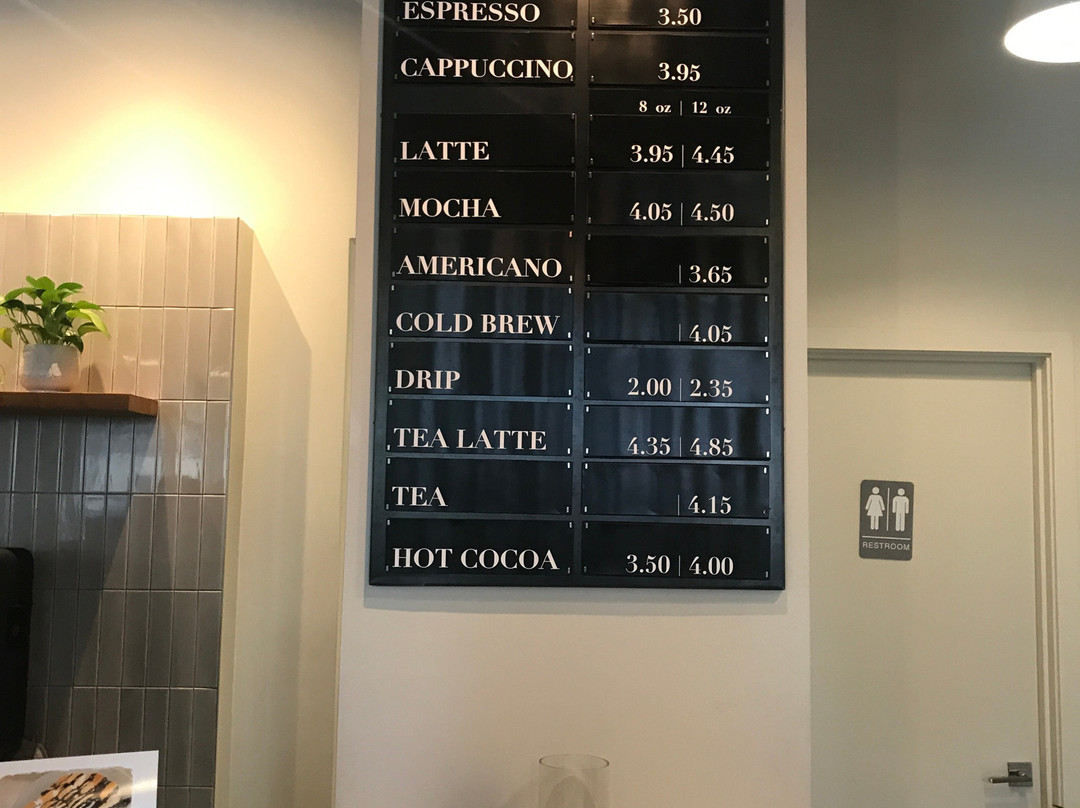 ESPRESSO 3.50
CAPPUCCINO 3.95
8 oz | 12 oz
LATTE 3.95 | 4.45
MOCHA 4.05 | 4.50
AMERICANO | 3.65
COLD BREW | 4.05
DRIP 2.00 | 2.35
TEA LATTE 4.35 | 4.85
TEA | 4.15
HOT COCOA 3.50 | 4.00
RESTROOM